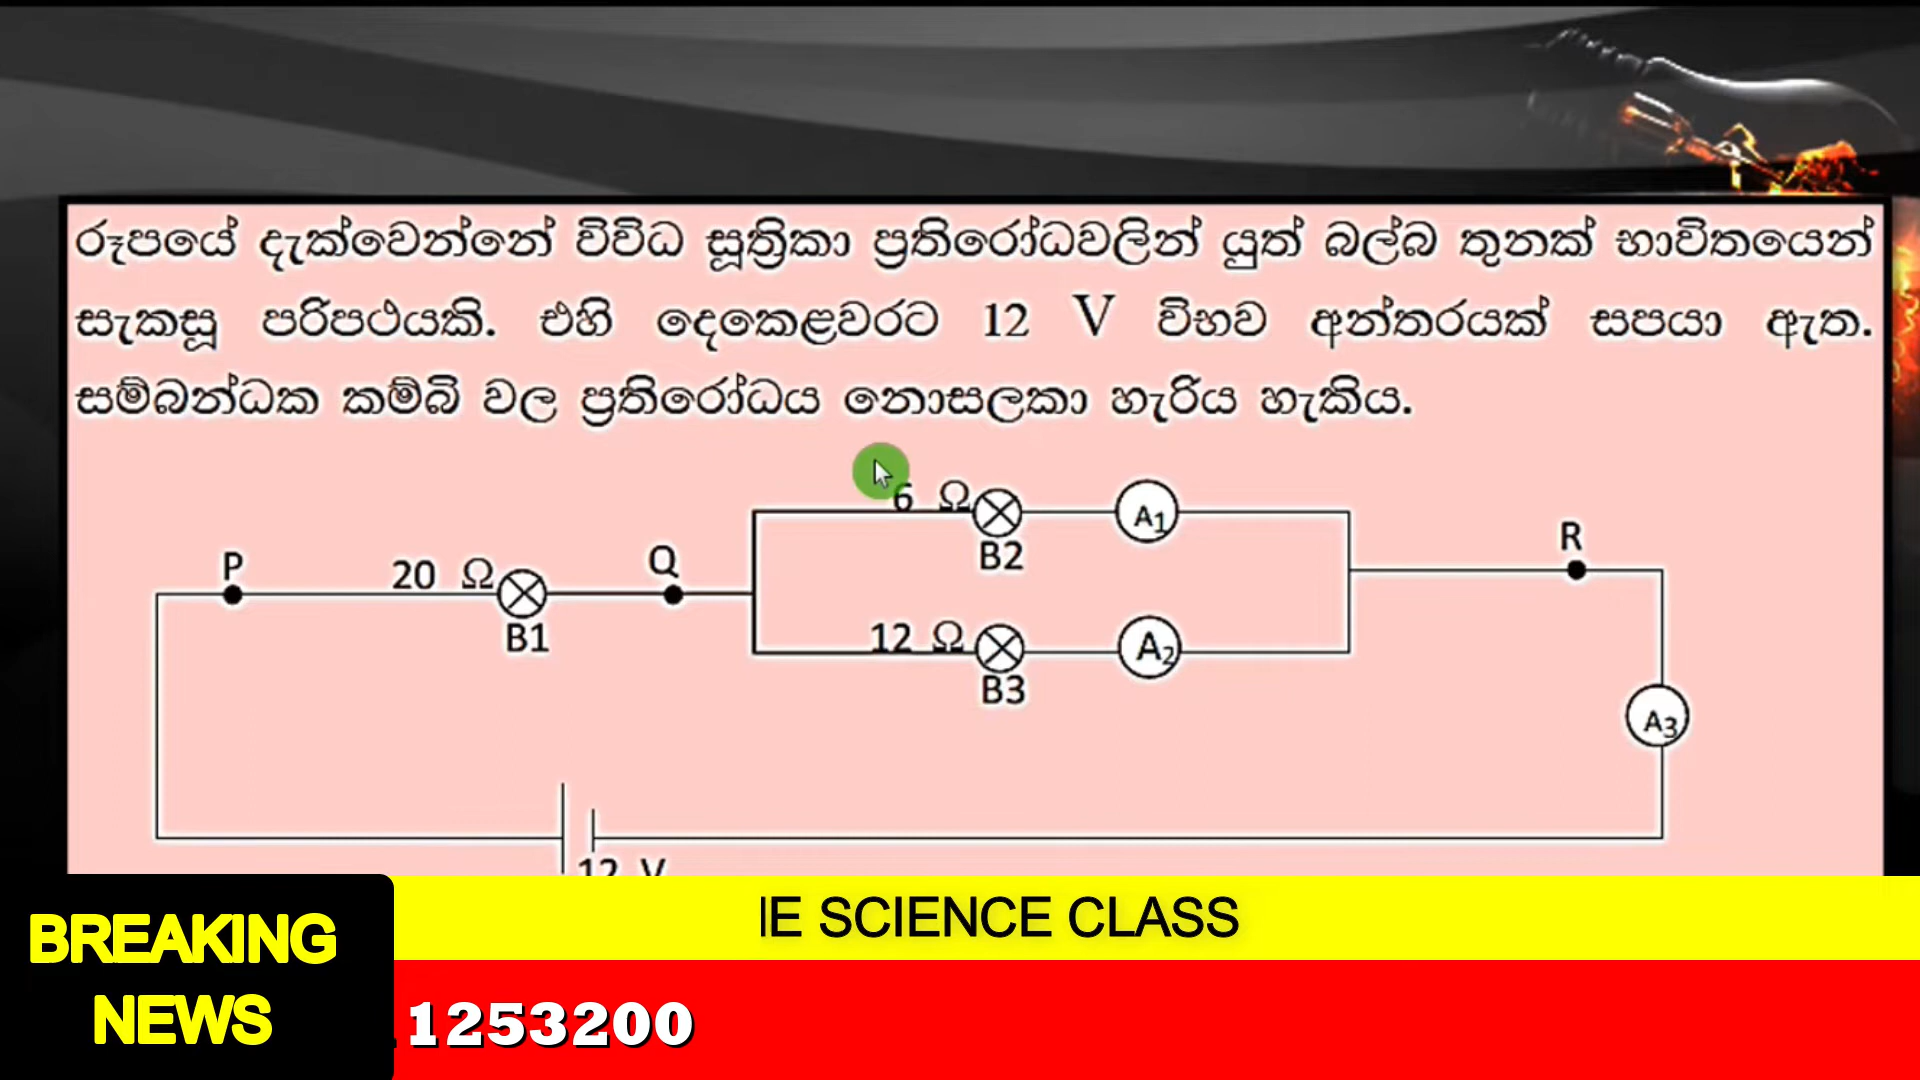 රූපයේ දැක්වෙන්නේ විවිධ සූත්‍රිකා ප්‍රතිරෝධවලින් යුත් බල්බ තුනක් භාවිතයෙන්
සැකසූ පරිපථයකි. එහි දෙකෙළවරට 12 V විභව අන්තරයක් සපයා ඇත.
සම්බන්ධක කම්බි වල ප්‍රතිරෝධය නොසලකා හැරිය හැකිය.
6 Ω
A1
B2
R
P
20 Ω
Q
B1
12 Ω
A2
B3
A3
12 V
IE SCIENCE CLASS
BREAKING
NEWS
1253200